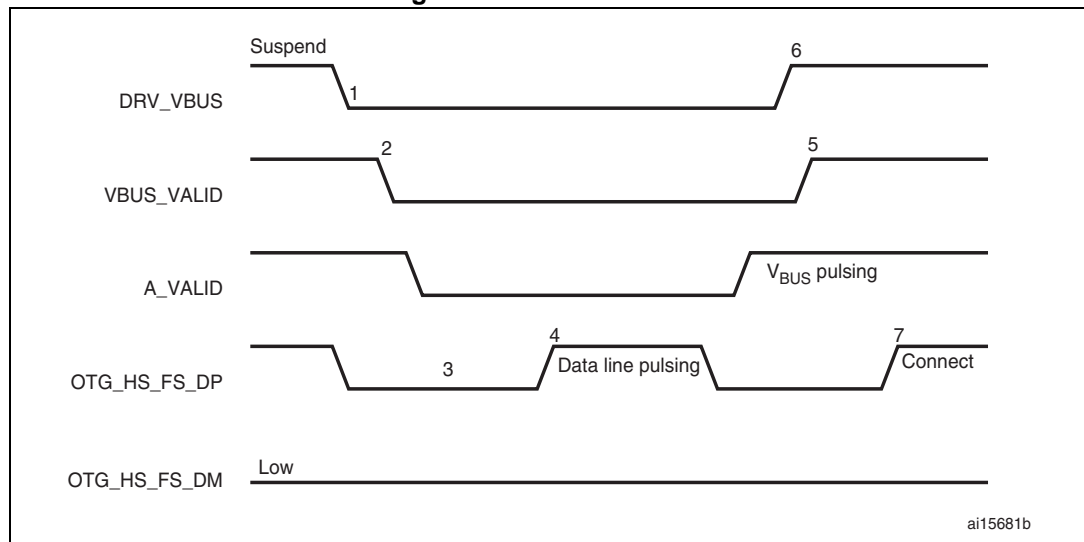 Suspend
6
DRV_VBUS
1
2
5
VBUS_VALID
A_VALID
VBUS pulsing
4
7
OTG_HS_FS_DP
3
Data line pulsing
Connect
OTG_HS_FS_DM
Low
ai15681b